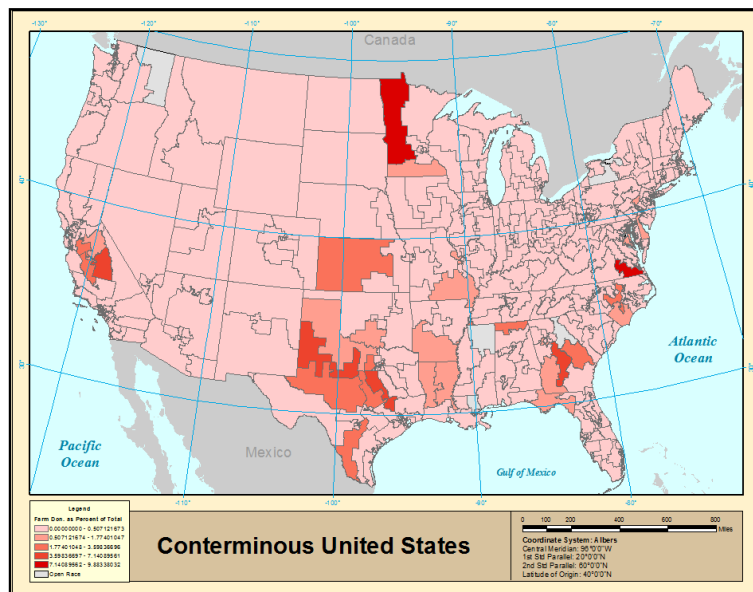 -130° -120° -110° -100° -90° -80° -70°
Canada
40° 40°
30° 30°
Atlantic
Ocean
Pacific
Ocean
Mexico
Gulf of Mexico
-110° -100° -90° -80°
Legend
Farm Don. as Percent of Total
0.00000000 - 0.507121673
0.507121674 - 1.77401047
1.77401048 - 3.59836696
3.59836697 - 7.14089561
7.14089562 - 9.88338032
Open Race
Conterminous United States
0 100 200 400 600 800
Miles
Coordinate System: Albers
Central Meridian: 96°0'0"W
1st Std Parallel: 20°0'0"N
2nd Std Parallel: 60°0'0"N
Latitude of Origin: 40°0'0"N